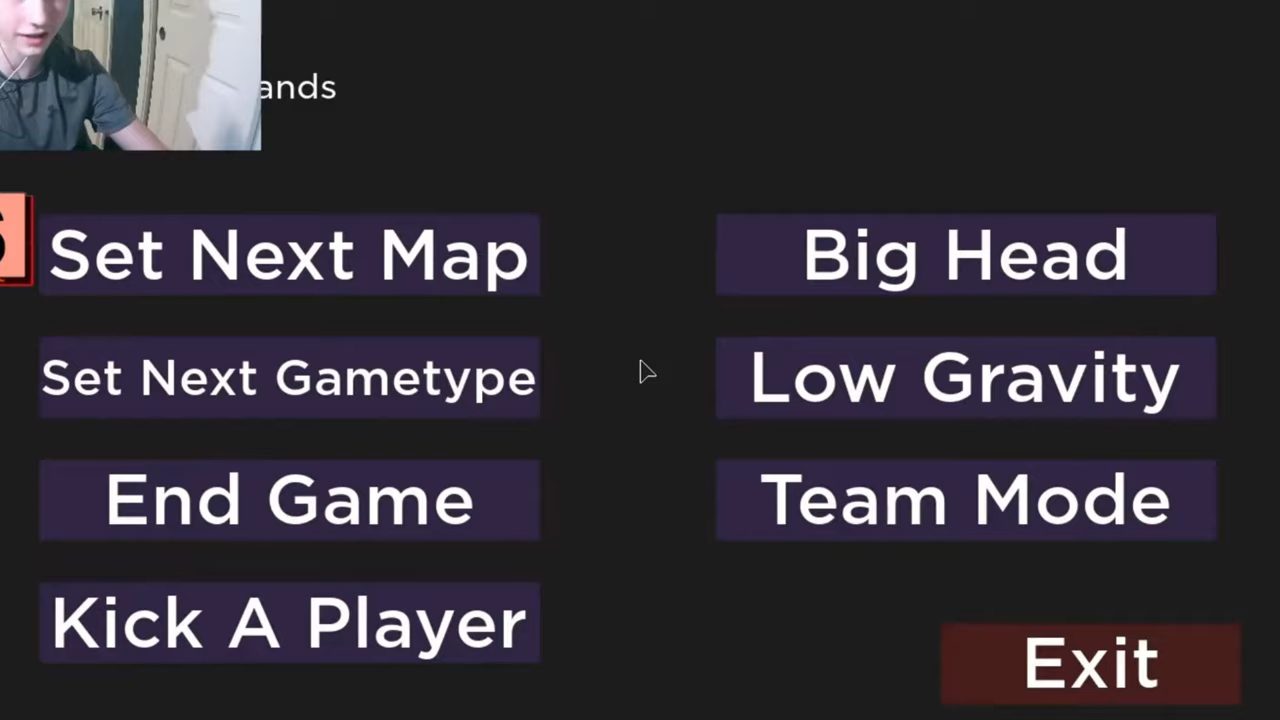 ands
Set Next Map
Big Head
Set Next Gametype
Low Gravity
End Game
Team Mode
Kick A Player
Exit